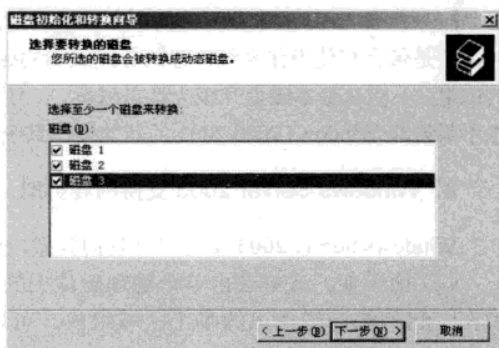 磁盘初始化和转换向导
选择要转换的磁盘
您所选的磁盘会被转换成动态磁盘。
选择至少一个磁盘来转换:
磁盘(D):
磁盘 1
磁盘 2
磁盘 3
< 上一步(B)
下一步(N) >
取消